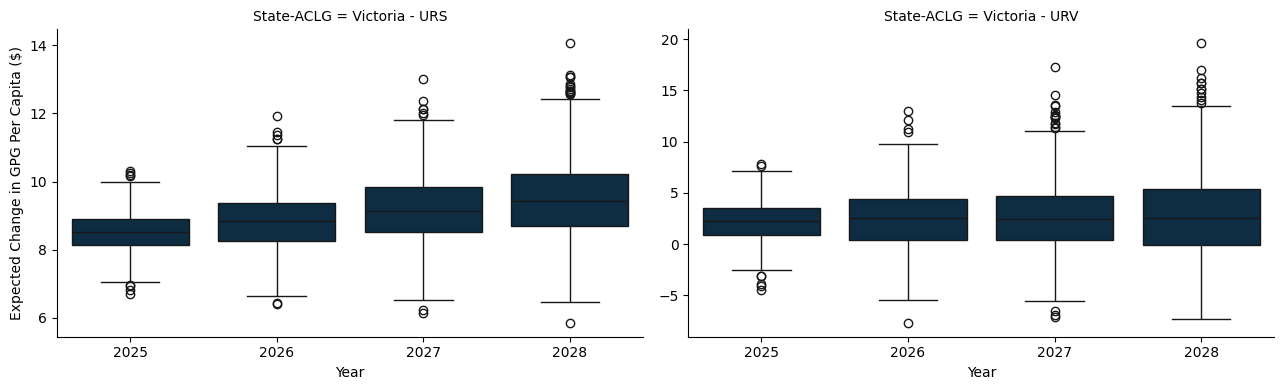 State-ACLG = Victoria - URS
Expected Change in GPG Per Capita ($)
14
12
10
8
6
2025 2026 2027 2028
Year
State-ACLG = Victoria - URV
20
15
10
5
0
−5
2025 2026 2027 2028
Year